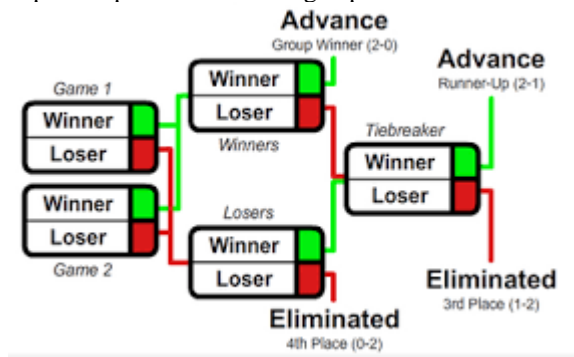 Advance
Group Winner (2-0)
Game 1
Winner
Loser
Winner
Loser
Game 2
Winner
Loser
Winners
Losers
Winner
Loser
Eliminated
4th Place (0-2)
Tiebreaker
Winner
Loser
Advance
Runner-Up (2-1)
Eliminated
3rd Place (1-2)